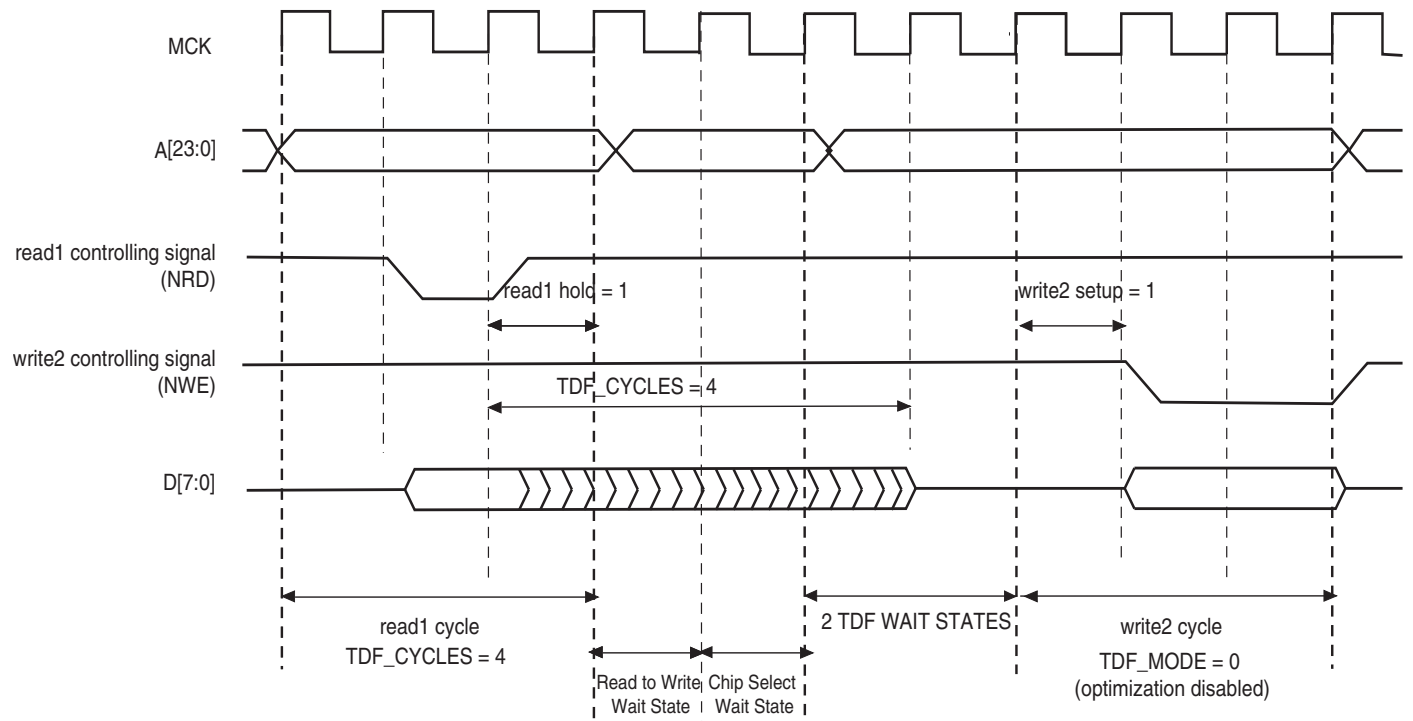 MCK
A[23:0]
read1 controlling signal
(NRD)
read1 hold = 1
write2 setup = 1
write2 controlling signal
(NWE)
TDF_CYCLES = 4
D[7:0]
read1 cycle
TDF_CYCLES = 4
Read to Write
Wait State
Chip Select
Wait State
2 TDF WAIT STATES
write2 cycle
TDF_MODE = 0
(optimization disabled)